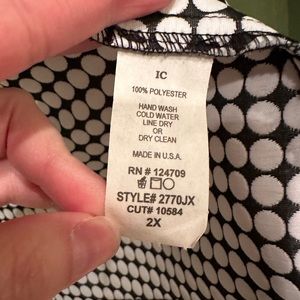 IC
100% POLYESTER
HAND WASH
COLD WATER
LINE DRY
OR
DRY CLEAN
MADE IN U.S.A.
RN # 124709
STYLE# 2770JX
CUT# 10584
2X